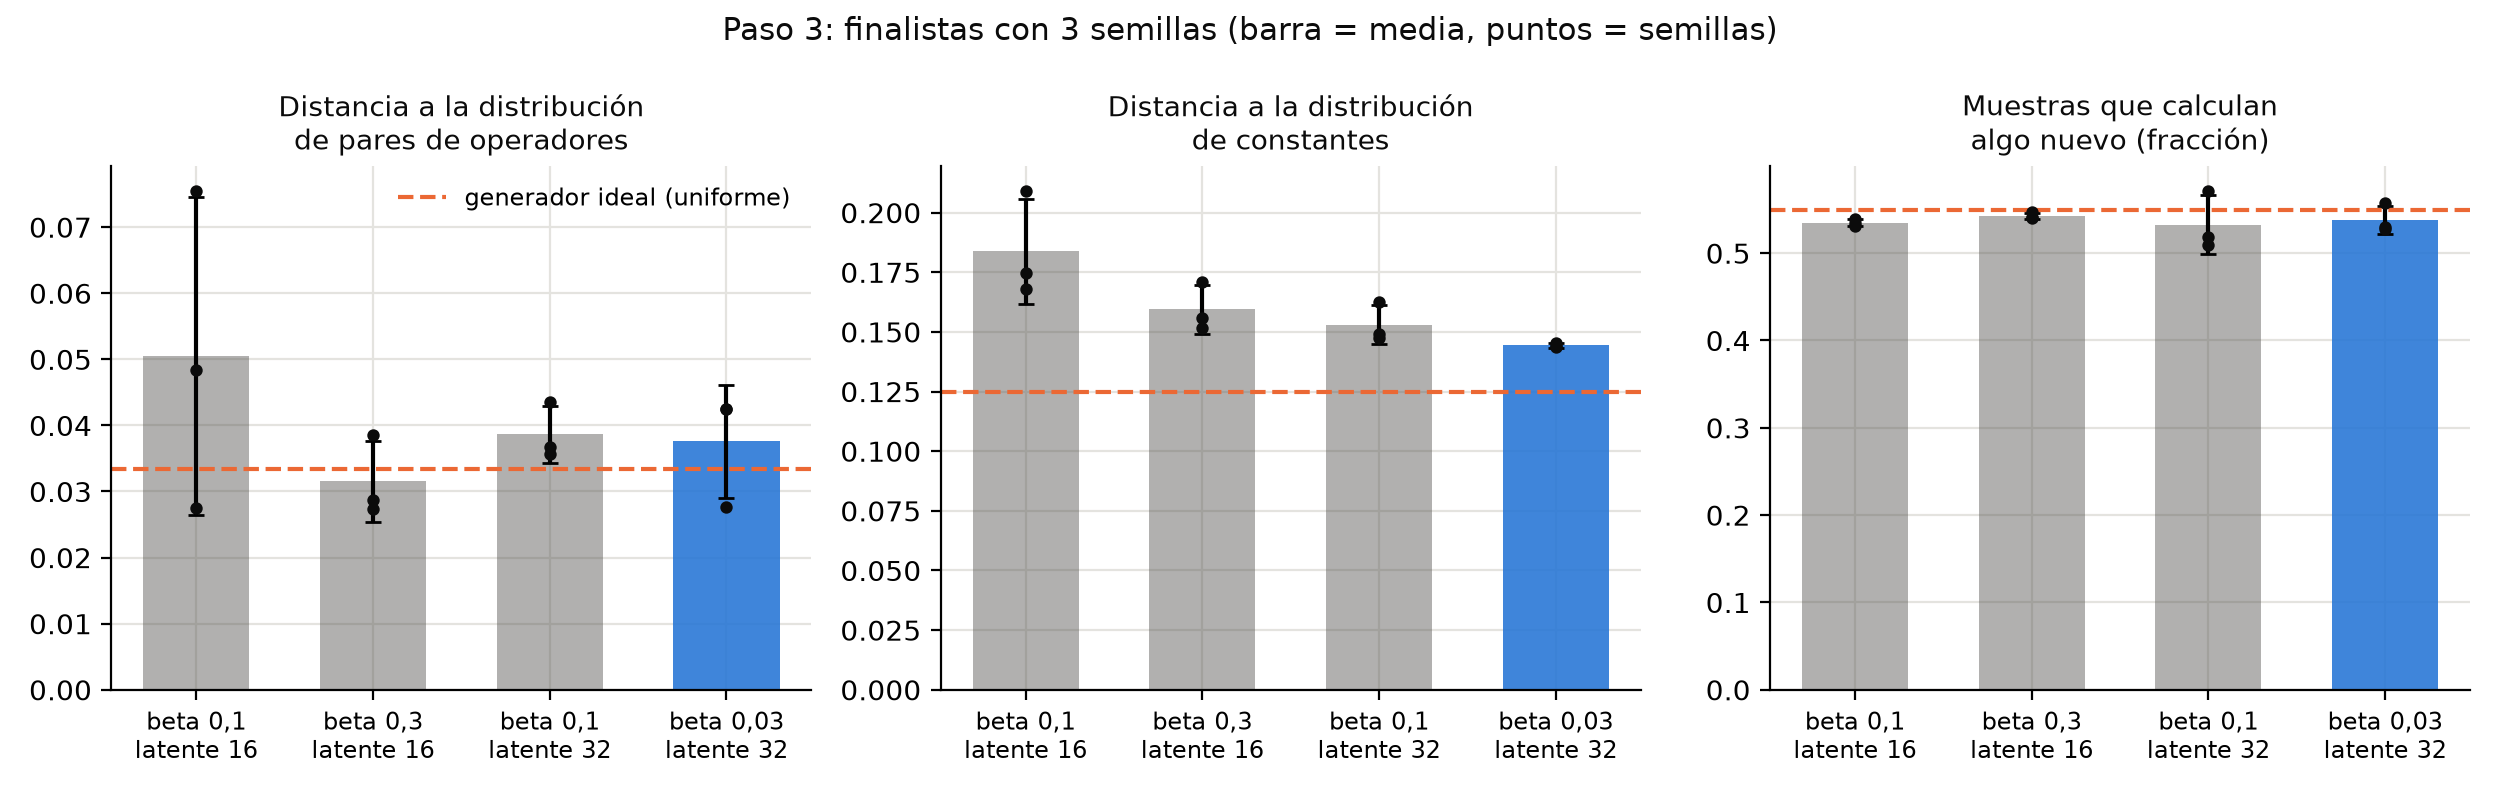 Paso 3: finalistas con 3 semillas (barra = media, puntos = semillas)
Distancia a la distribución
de pares de operadores
generador ideal (uniforme)
0.07
0.06
0.05
0.04
0.03
0.02
0.01
0.00
beta 0,1
latente 16
beta 0,3
latente 16
beta 0,1
latente 32
beta 0,03
latente 32
Distancia a la distribución
de constantes
0.200
0.175
0.150
0.125
0.100
0.075
0.050
0.025
0.000
beta 0,1
latente 16
beta 0,3
latente 16
beta 0,1
latente 32
beta 0,03
latente 32
Muestras que calculan
algo nuevo (fracción)
0.5
0.4
0.3
0.2
0.1
0.0
beta 0,1
latente 16
beta 0,3
latente 16
beta 0,1
latente 32
beta 0,03
latente 32